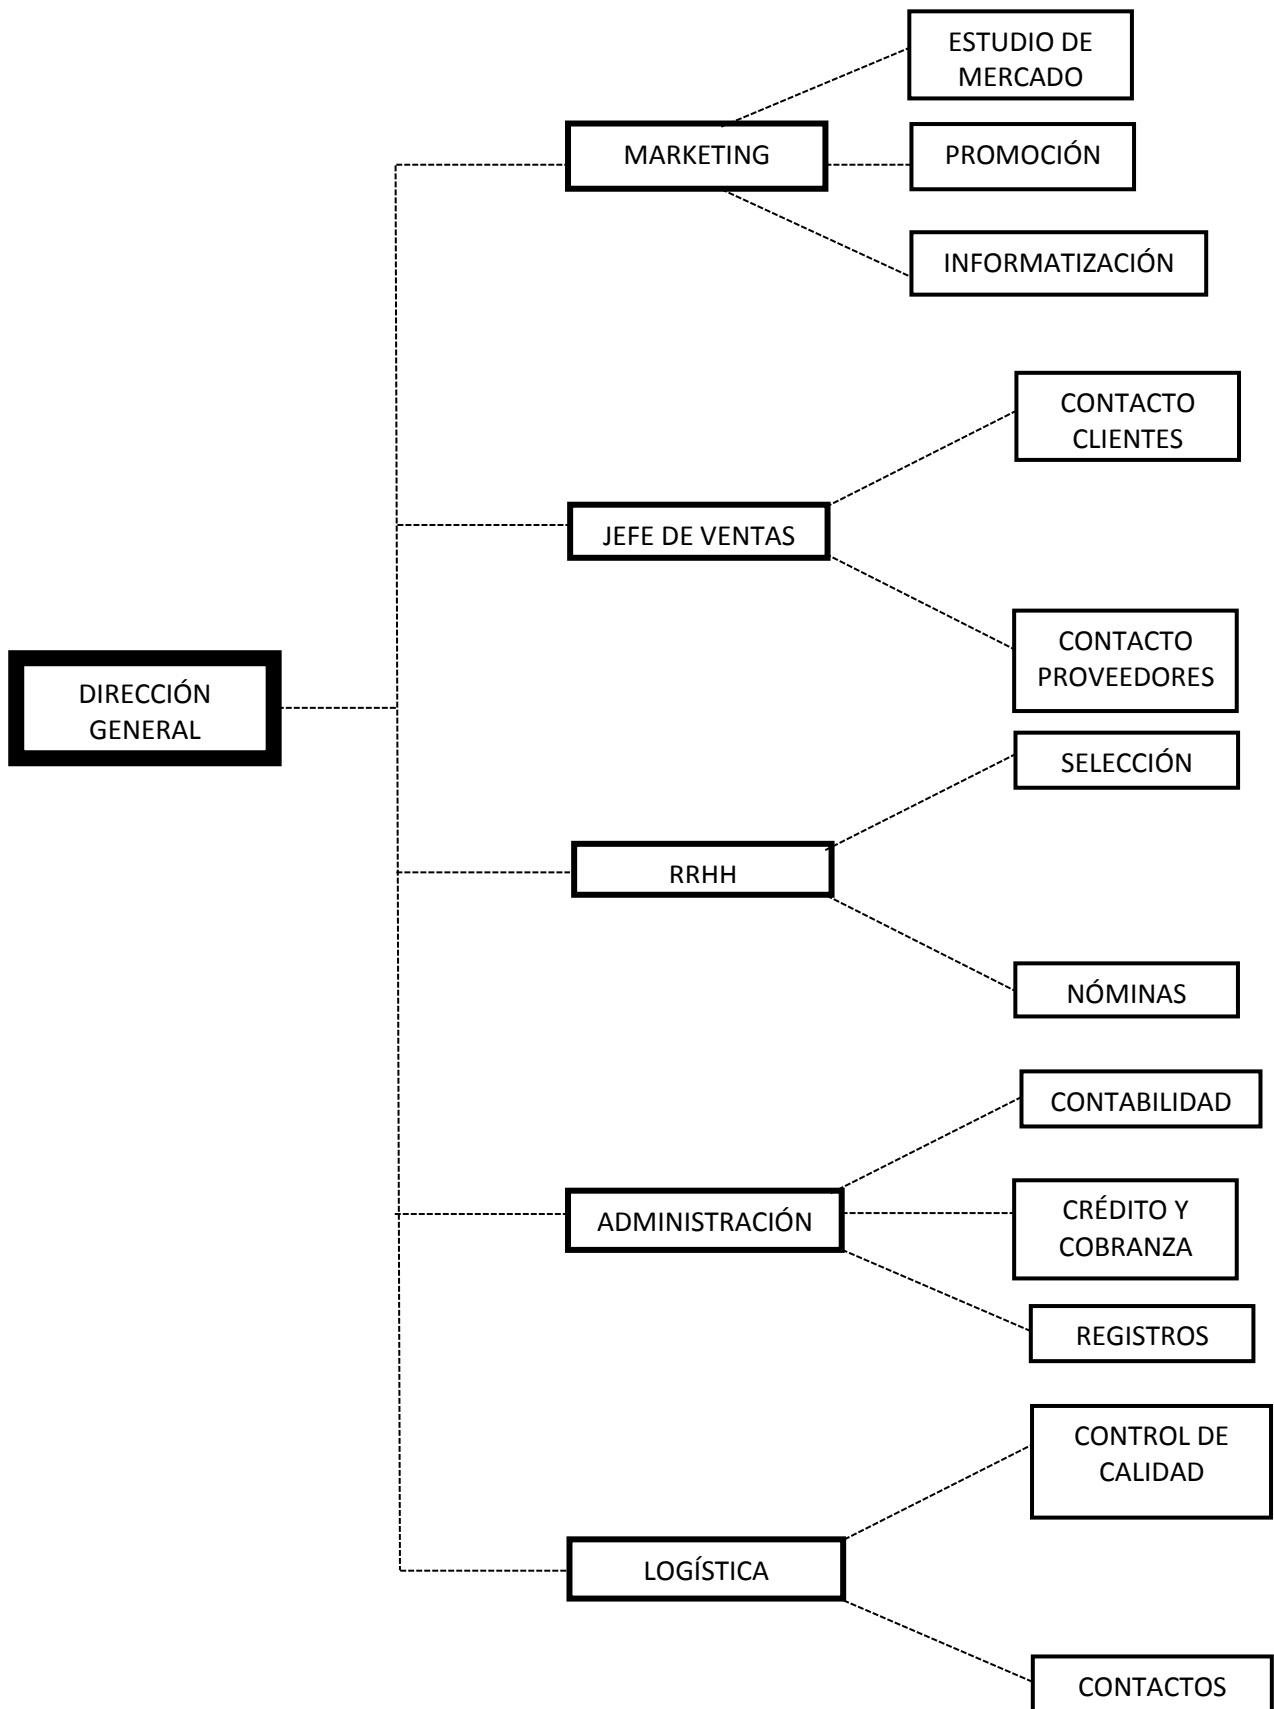 ESTUDIO DE
MERCADO
MARKETING
PROMOCIÓN
INFORMATIZACIÓN
CONTACTO
CLIENTES
JEFE DE VENTAS
CONTACTO
PROVEEDORES
DIRECCIÓN
GENERAL
SELECCIÓN
RRHH
NÓMINAS
CONTABILIDAD
ADMINISTRACIÓN
CRÉDITO Y
COBRANZA
REGISTROS
CONTROL DE
CALIDAD
LOGÍSTICA
CONTACTOS